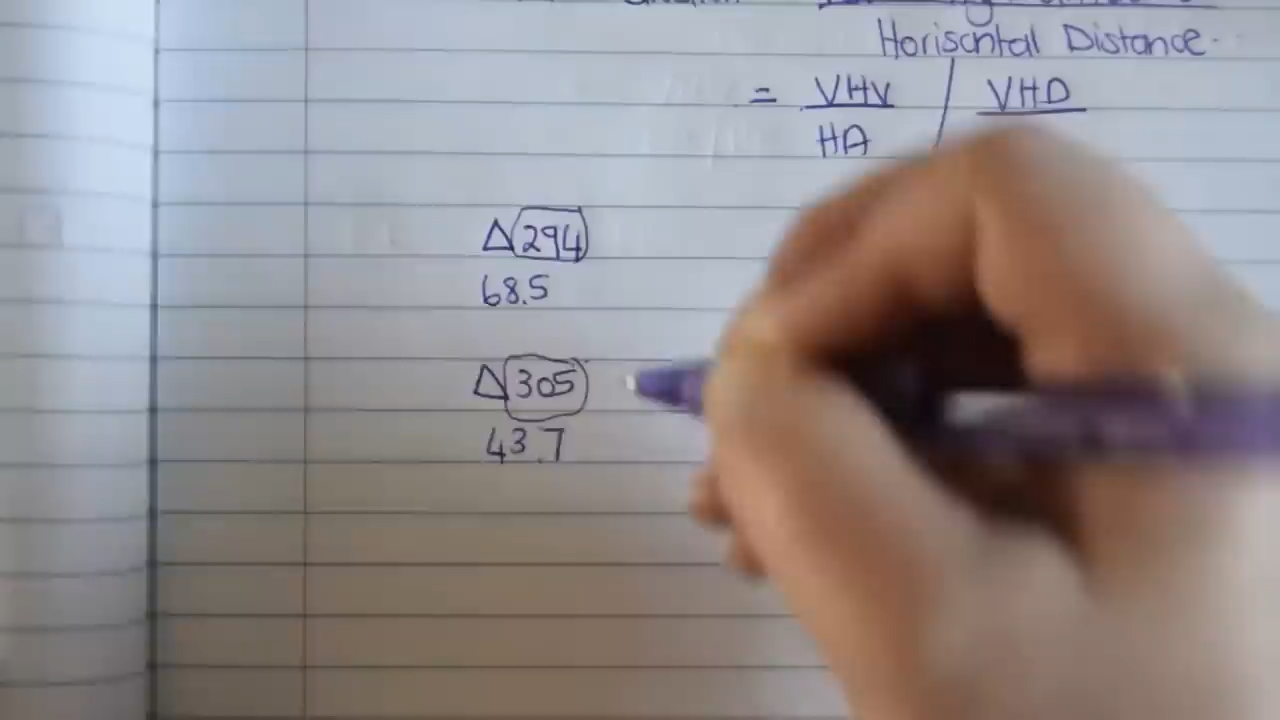 Horisontal Distance.
= VHV / VHD
HA
Δ294
68.5
Δ305
43.7